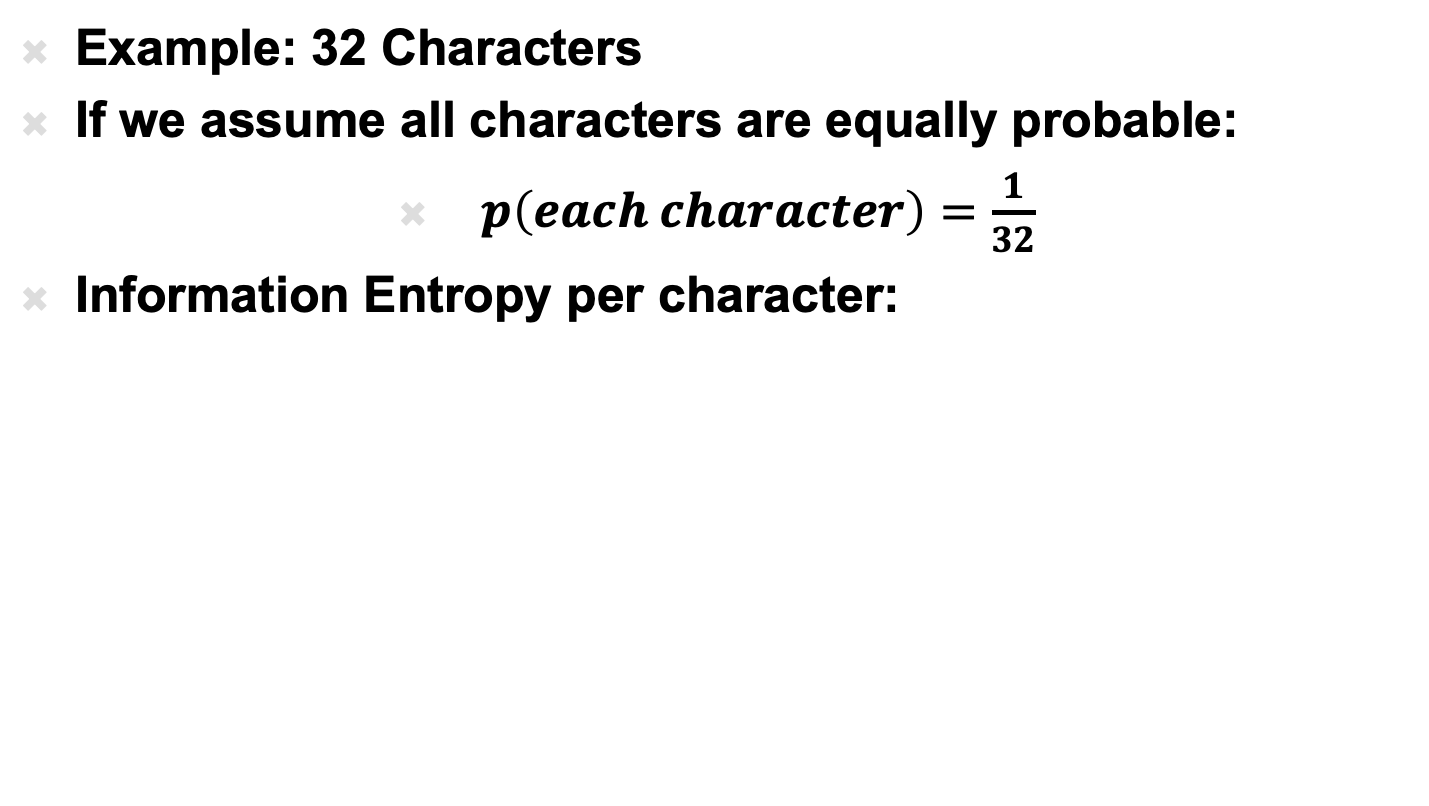 ✖ Example: 32 Characters
✖ If we assume all characters are equally probable:
✖ p(each character) = 1/32
✖ Information Entropy per character: